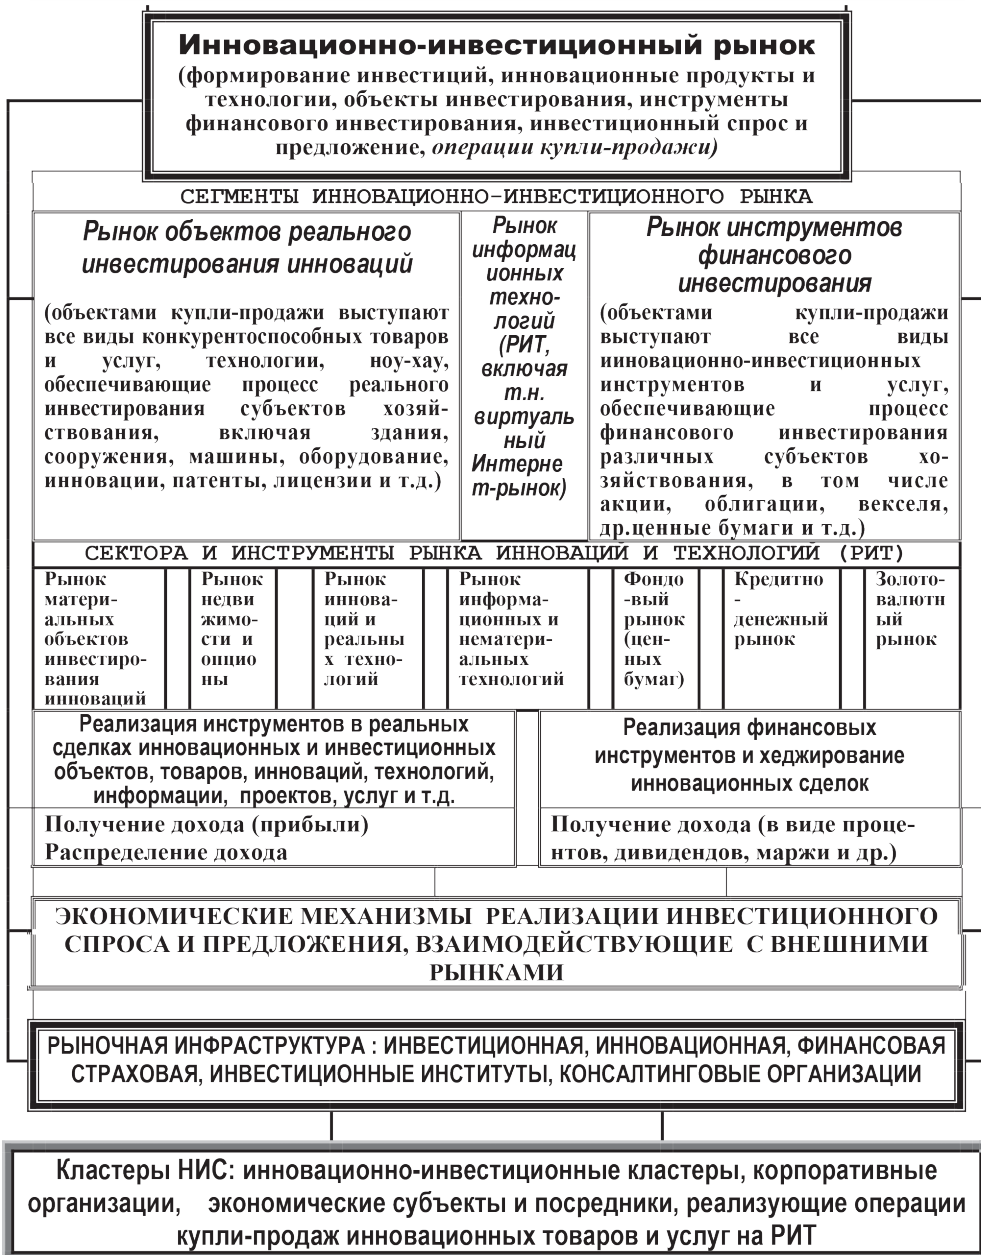 Инновационно-инвестиционный рынок
(формирование инвестиций, инновационные продукты и
технологии, объекты инвестирования, инструменты
финансового инвестирования, инвестиционный спрос и
предложение, операции купли-продажи)
СЕГМЕНТЫ ИННОВАЦИОННО-ИНВЕСТИЦИОННОГО РЫНКА
Рынок объектов реального
инвестирования инноваций
(объектами купли-продажи выступают
все виды конкурентоспособных товаров
и услуг, технологии, ноу-хау,
обеспечивающие процесс реального
инвестирования субъектов хозяй-
ствования, включая здания,
сооружения, машины, оборудование,
инновации, патенты, лицензии и т.д.)
Рынок
информац
ионных
техно-
логий
(РИТ,
включая
т.н.
виртуаль
ный
Интерне
т-рынок)
Рынок инструментов
финансового
инвестирования
(объектами купли-продажи
выступают все виды
ииновационно-инвестиционных
инструментов и услуг,
обеспечивающие процесс
финансового инвестирования
различных субъектов хо-
зяйствования, в том числе
акции, облигации, векселя,
др.ценные бумаги и т.д.)
СЕКТОРА И ИНСТРУМЕНТЫ РЫНКА ИННОВАЦИЙ И ТЕХНОЛОГИЙ (РИТ)
Рынок
матери-
альных
объектов
инвестиро-
вания
инноваций
Рынок
недви
жимо-
сти и
опцио
ны
Рынок
иннова-
ций и
реальны
х техно-
логий
Рынок
информа-
ционных и
нематери-
альных
технологий
Фондо
-вый
рынок
(цен-
ных
бумаг)
Кредитно
-
денежный
рынок
Золото-
валютн
ый
рынок
Реализация инструментов в реальных
сделках инновационных и инвестиционных
объектов, товаров, инноваций, технологий,
информации, проектов, услуг и т.д.
Реализация финансовых
инструментов и хеджирование
инновационных сделок
Получение дохода (прибыли)
Распределение дохода
Получение дохода (в виде проце-
нтов, дивидендов, маржи и др.)
ЭКОНОМИЧЕСКИЕ МЕХАНИЗМЫ РЕАЛИЗАЦИИ ИНВЕСТИЦИОННОГО
СПРОСА И ПРЕДЛОЖЕНИЯ, ВЗАИМОДЕЙСТВУЮЩИЕ С ВНЕШНИМИ
РЫНКАМИ
РЫНОЧНАЯ ИНФРАСТРУКТУРА : ИНВЕСТИЦИОННАЯ, ИННОВАЦИОННАЯ, ФИНАНСОВАЯ
СТРАХОВАЯ, ИНВЕСТИЦИОННЫЕ ИНСТИТУТЫ, КОНСАЛТИНГОВЫЕ ОРГАНИЗАЦИИ
Кластеры НИС: инновационно-инвестиционные кластеры, корпоративные
организации, экономические субъекты и посредники, реализующие операции
купли-продаж инновационных товаров и услуг на РИТ